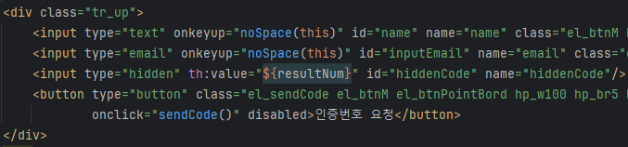 <div class="tr_up">
<input type="text" onkeyup="noSpace(this)" id="name" name="name" class="el_btnM
<input type="email" onkeyup="noSpace(this)" id="inputEmail" name="email" class="
<input type="hidden" th:value="${resultNum}" id="hiddenCode" name="hiddenCode"/>
<button type="button" class="el_sendCode el_btnM el_btnPointBord hp_w100 hp_br5
onclick="sendCode()" disabled>인증번호 요청</button>
</div>